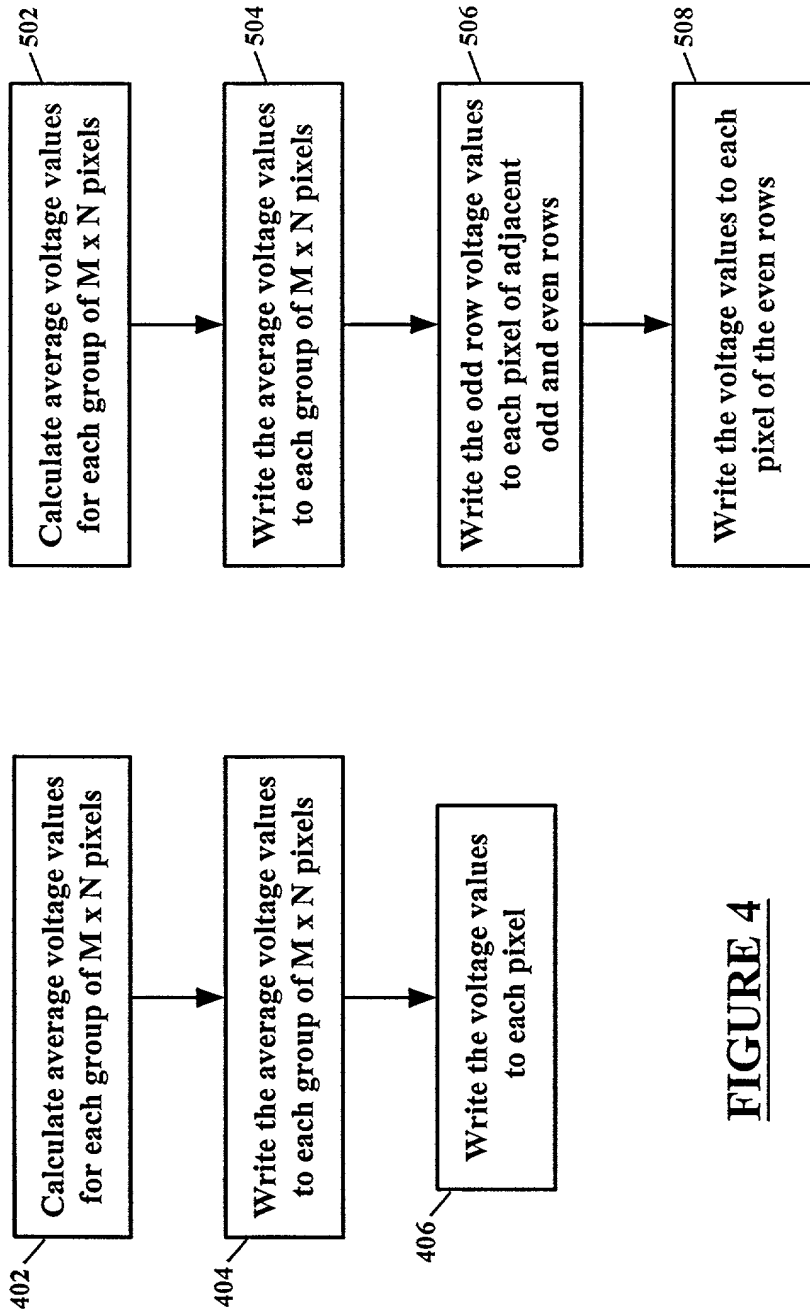 402
Calculate average voltage values
for each group of M x N pixels
404
Write the average voltage values
to each group of M x N pixels
406
Write the voltage values
to each pixel
FIGURE 4
502
Calculate average voltage values
for each group of M x N pixels
504
Write the average voltage values
to each group of M x N pixels
506
Write the odd row voltage values
to each pixel of adjacent
odd and even rows
508
Write the voltage values to each
pixel of the even rows